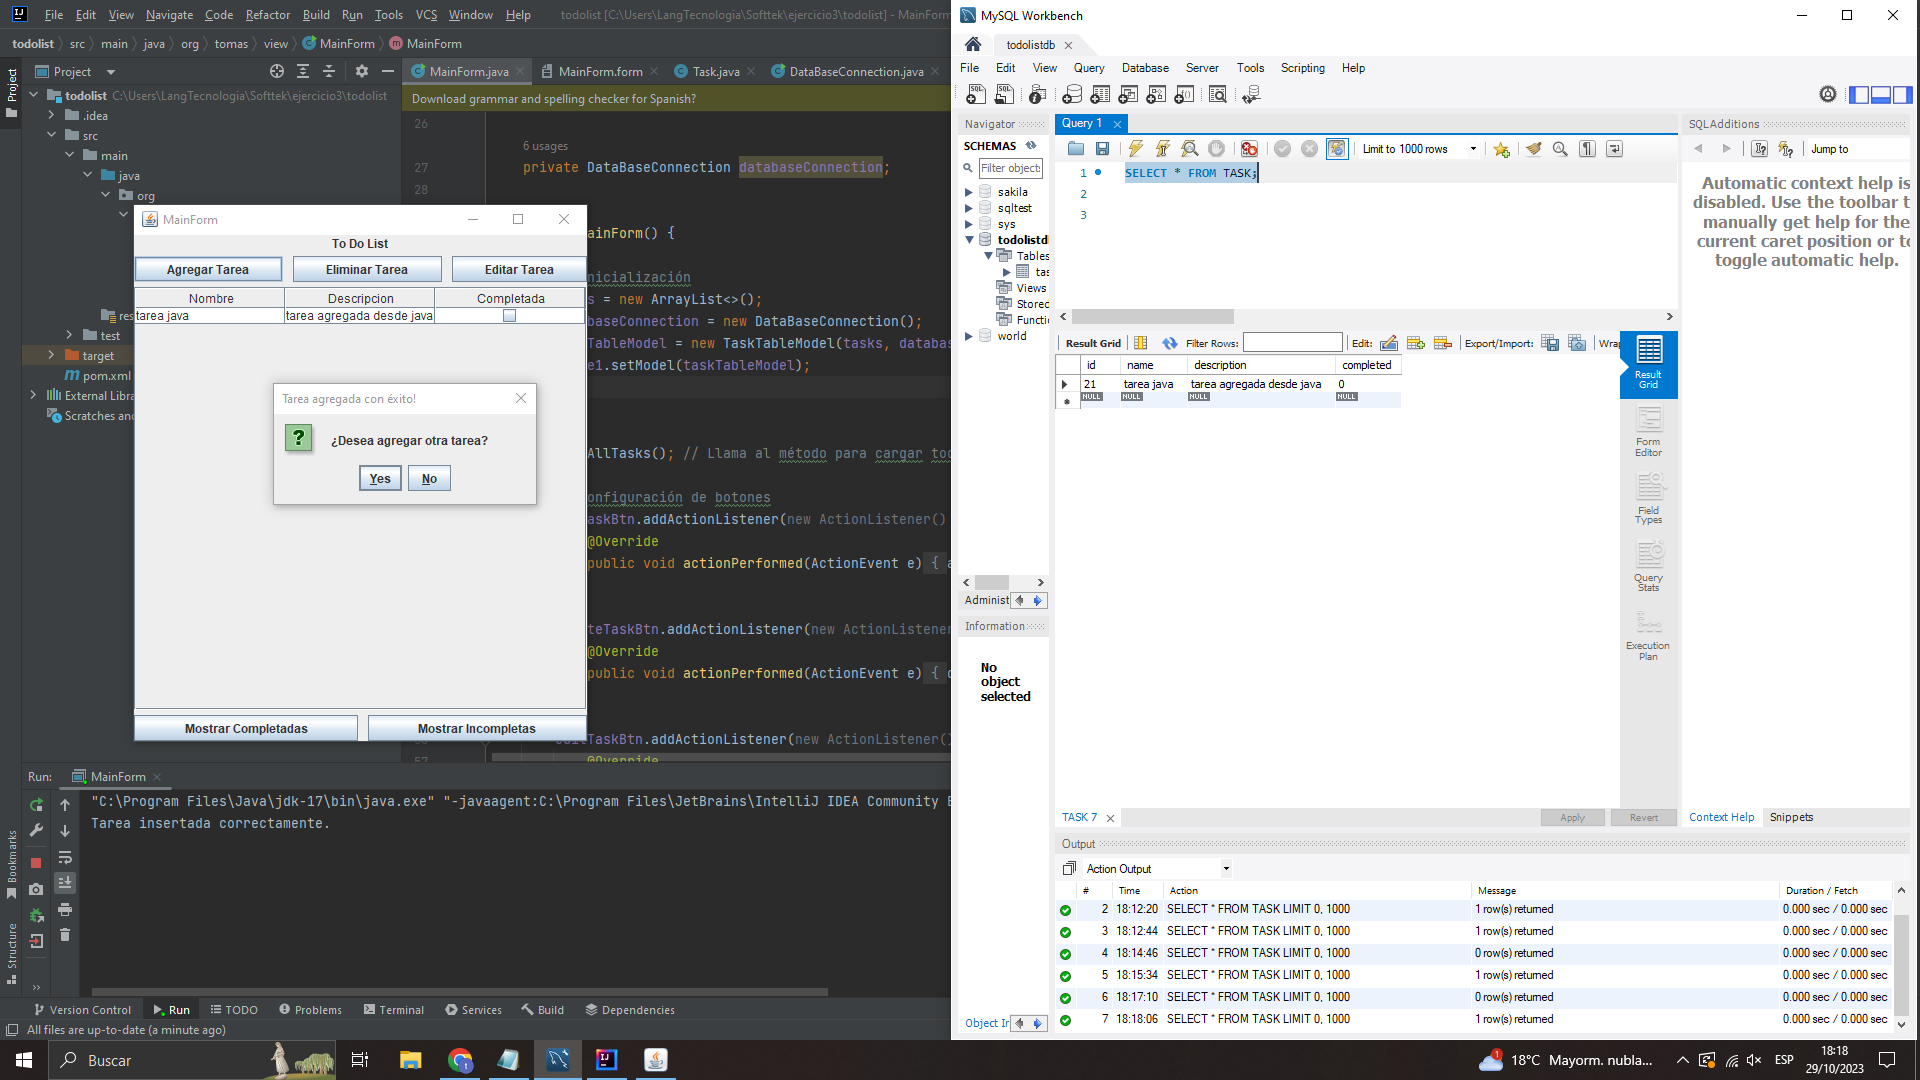 File Edit View Navigate Code Refactor Build Run Tools VCS Window Help todolist [C:\Users\LangTecnologia\Softtek\ejercicio3\todolist] - MainForm
todolist src main java org tomas view MainForm MainForm
Project
MainForm.java MainForm.form Task.java DataBaseConnection.java
todolist C:\Users\LangTecnologia\Softtek\ejercicio3\todolist
Download grammar and spelling checker for Spanish?
.idea
src
main
java
org
res
test
target
pom.xml
External Libra
Scratches and
26
6 usages
27 private DataBaseConnection databaseConnection;
28
ainForm() {
nicialización
s = new ArrayList<>();
baseConnection = new DataBaseConnection();
TableModel = new TaskTableModel(tasks, databas
e1.setModel(taskTableModel);
AllTasks(); // Llama al método para cargar tod
onfiguración de botones
askBtn.addActionListener(new ActionListener()
@Override
public void actionPerformed(ActionEvent e) { a
teTaskBtn.addActionListener(new ActionListener
@Override
public void actionPerformed(ActionEvent e) {
TaskBtn.addActionListener(new ActionListener()
57 @Override
MainForm
To Do List
Agregar Tarea Eliminar Tarea Editar Tarea
Nombre Descripcion Completada
tarea java tarea agregada desde java
Tarea agregada con éxito!
¿Desea agregar otra tarea?
Yes No
Mostrar Completadas Mostrar Incompletas
Run: MainForm
"C:\Program Files\Java\jdk-17\bin\java.exe" "-javaagent:C:\Program Files\JetBrains\IntelliJ IDEA Community E
Tarea insertada correctamente.
Project
Bookmarks
Structure
Version Control Run TODO Problems Terminal Services Build Dependencies
All files are up-to-date (a minute ago)
MySQL Workbench
todolistdb
File Edit View Query Database Server Tools Scripting Help
Navigator
SCHEMAS
Filter objects
sakila
sqltest
sys
todolistdb
Tables
tas
Views
Stored
Functi
world
Administ
Information
No object selected
Object In
Query 1
Limit to 1000 rows
1 SELECT * FROM TASK;
2
3
Result Grid Filter Rows: Edit: Export/Import: Wrap
id name description completed
21 tarea java tarea agregada desde java 0
NULL NULL NULL NULL
Result Grid
Form Editor
Field Types
Query Stats
Execution Plan
TASK 7
Apply Revert
SQLAdditions
Jump to
Automatic context help is
disabled. Use the toolbar t
manually get help for the
current caret position or to
toggle automatic help.
Context Help Snippets
Output
Action Output
# Time Action Message Duration / Fetch
2 18:12:20 SELECT * FROM TASK LIMIT 0, 1000 1 row(s) returned 0.000 sec / 0.000 sec
3 18:12:44 SELECT * FROM TASK LIMIT 0, 1000 1 row(s) returned 0.000 sec / 0.000 sec
4 18:14:46 SELECT * FROM TASK LIMIT 0, 1000 0 row(s) returned 0.000 sec / 0.000 sec
5 18:15:34 SELECT * FROM TASK LIMIT 0, 1000 1 row(s) returned 0.000 sec / 0.000 sec
6 18:17:10 SELECT * FROM TASK LIMIT 0, 1000 0 row(s) returned 0.000 sec / 0.000 sec
7 18:18:06 SELECT * FROM TASK LIMIT 0, 1000 1 row(s) returned 0.000 sec / 0.000 sec
Buscar
18°C Mayorm. nubla...
ESP
18:18
29/10/2023